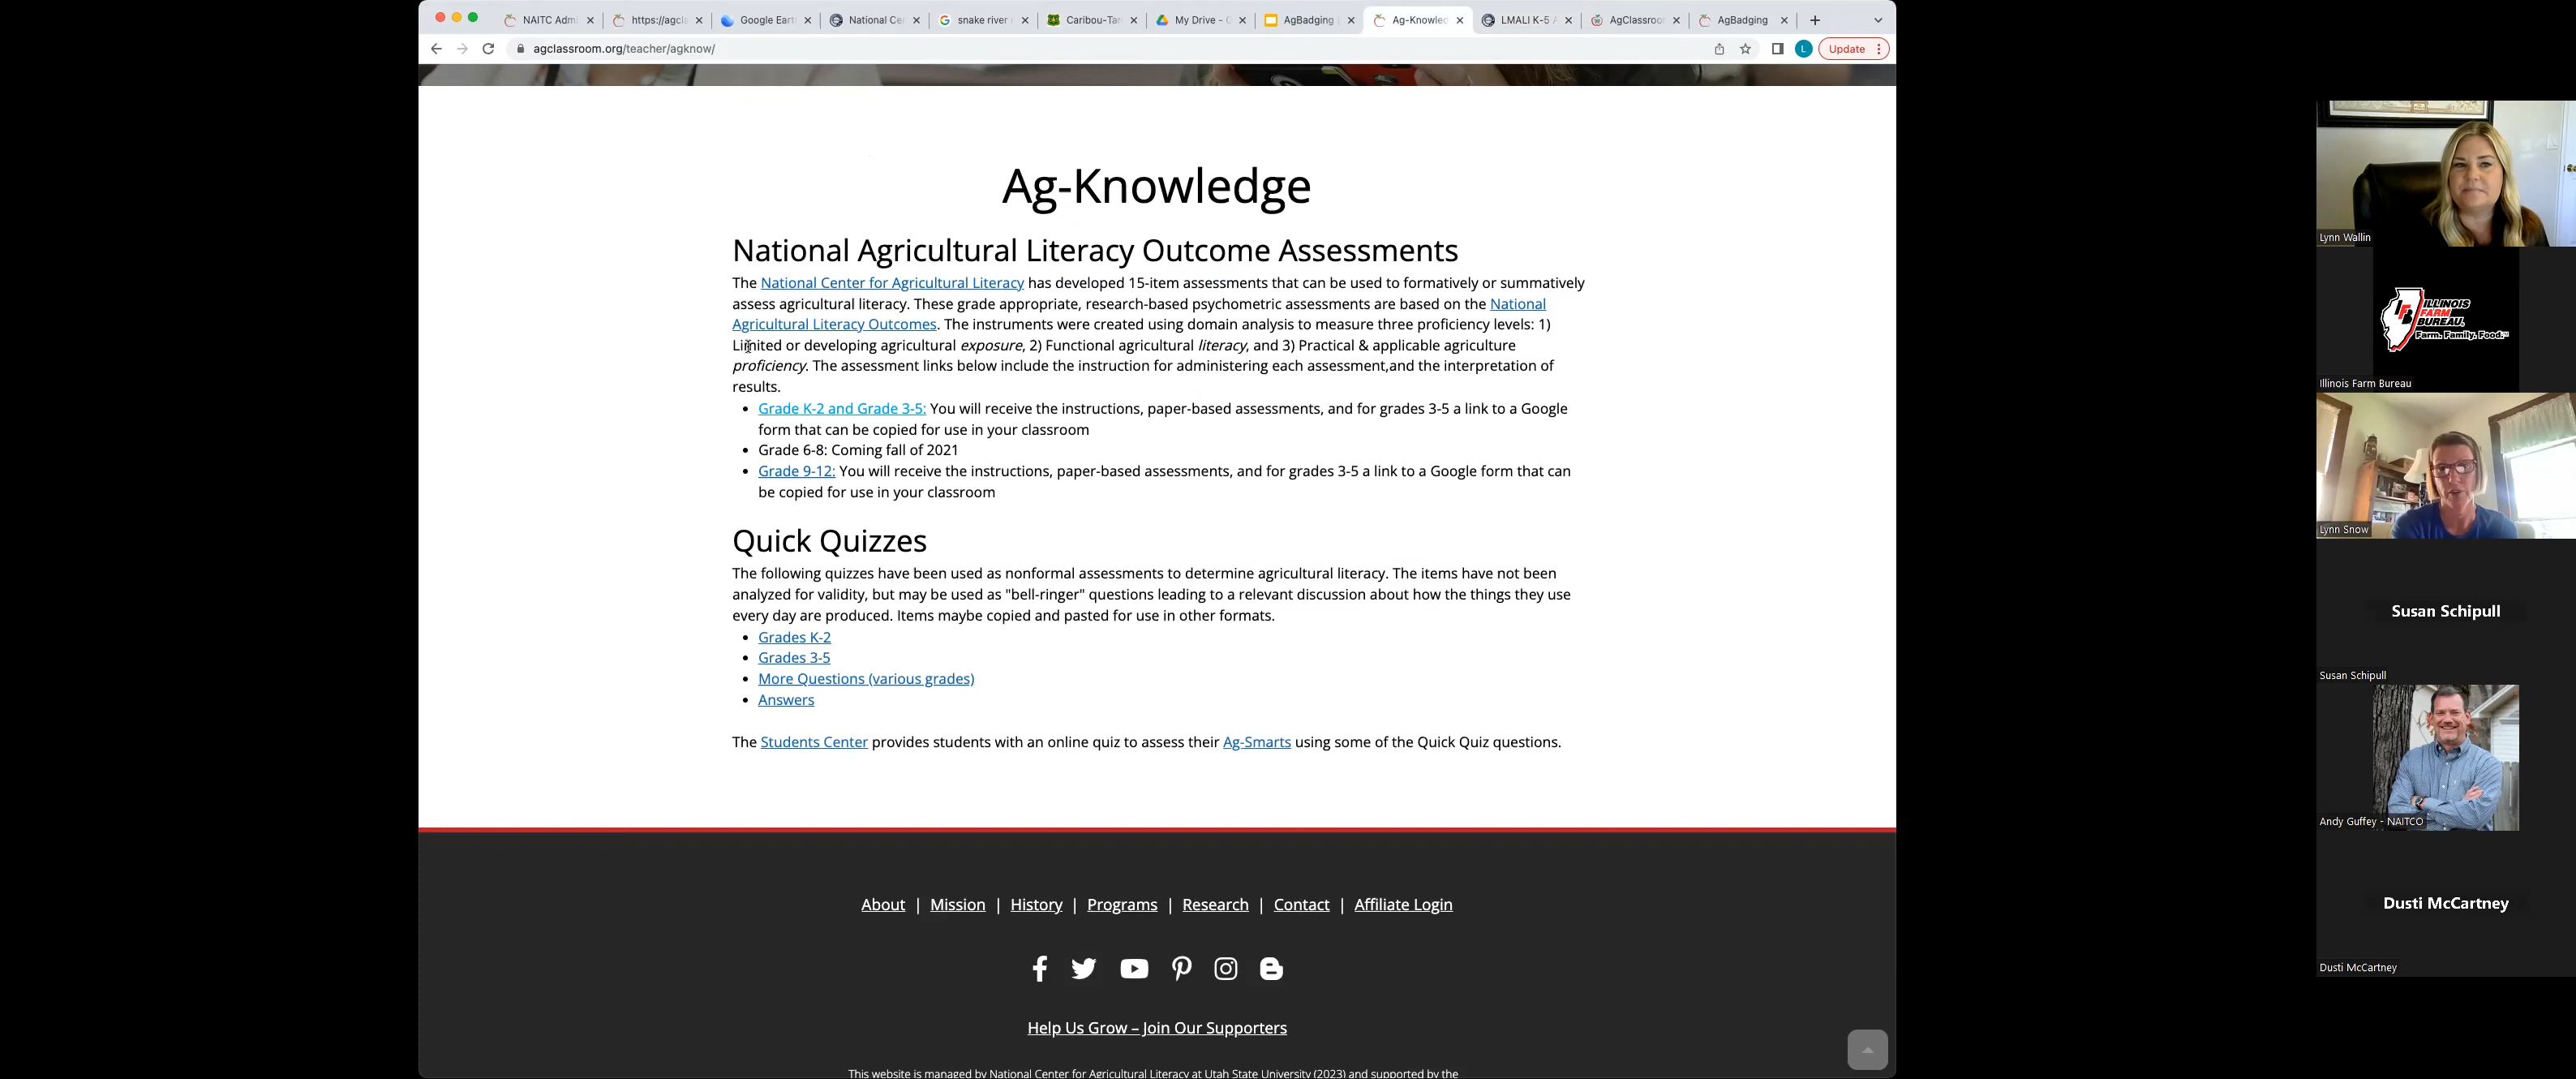 NAITC Admi
https://agcla
Google Eart
National Cen
snake river
Caribou-Tar
My Drive -
AgBadging
Ag-Knowled
LMALI K-5
AgClassroo
AgBadging
agclassroom.org/teacher/agknow/
L
Update
Ag-Knowledge
National Agricultural Literacy Outcome Assessments
The National Center for Agricultural Literacy has developed 15-item assessments that can be used to formatively or summatively
assess agricultural literacy. These grade appropriate, research-based psychometric assessments are based on the National
Agricultural Literacy Outcomes. The instruments were created using domain analysis to measure three proficiency levels: 1)
Limited or developing agricultural exposure, 2) Functional agricultural literacy, and 3) Practical & applicable agriculture
proficiency. The assessment links below include the instruction for administering each assessment,and the interpretation of
results.
• Grade K-2 and Grade 3-5: You will receive the instructions, paper-based assessments, and for grades 3-5 a link to a Google
form that can be copied for use in your classroom
• Grade 6-8: Coming fall of 2021
• Grade 9-12: You will receive the instructions, paper-based assessments, and for grades 3-5 a link to a Google form that can
be copied for use in your classroom
Quick Quizzes
The following quizzes have been used as nonformal assessments to determine agricultural literacy. The items have not been
analyzed for validity, but may be used as "bell-ringer" questions leading to a relevant discussion about how the things they use
every day are produced. Items maybe copied and pasted for use in other formats.
• Grades K-2
• Grades 3-5
• More Questions (various grades)
• Answers
The Students Center provides students with an online quiz to assess their Ag-Smarts using some of the Quick Quiz questions.
About | Mission | History | Programs | Research | Contact | Affiliate Login
Help Us Grow – Join Our Supporters
This website is managed by National Center for Agricultural Literacy at Utah State University (2023) and supported by the
Lynn Wallin
ILLINOIS
FARM
BUREAU.
Farm. Family. Food.
Illinois Farm Bureau
Lynn Snow
Susan Schipull
Susan Schipull
Andy Guffey - NAITCO
Dusti McCartney
Dusti McCartney